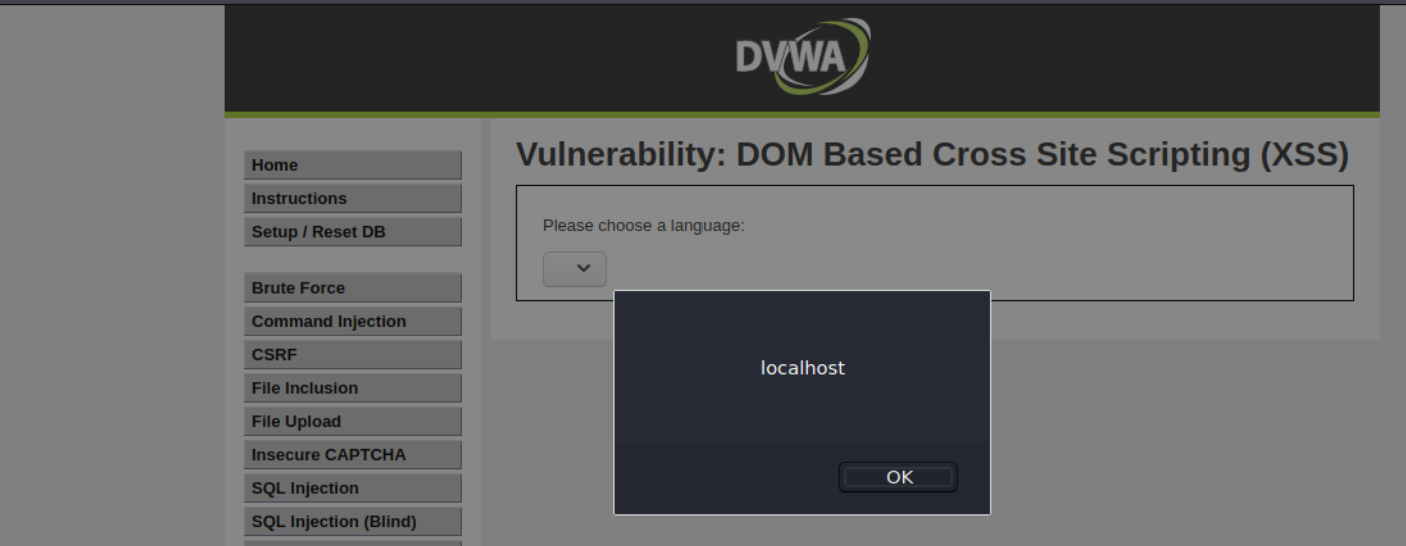 DVWA
Home
Instructions
Setup / Reset DB
Brute Force
Command Injection
CSRF
File Inclusion
File Upload
Insecure CAPTCHA
SQL Injection
SQL Injection (Blind)
Vulnerability: DOM Based Cross Site Scripting (XSS)
Please choose a language:
localhost
OK